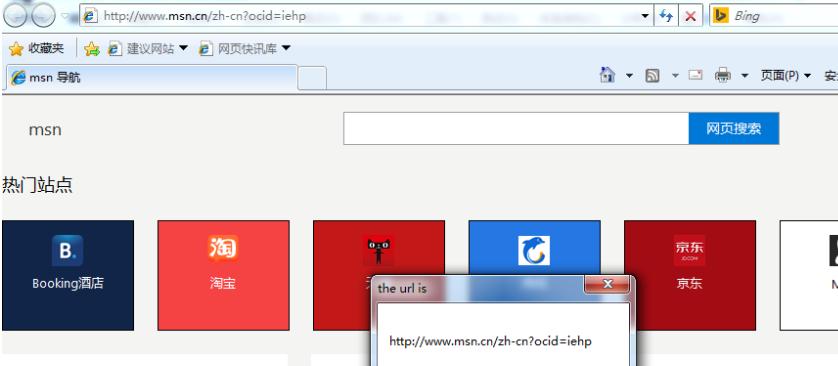 http://www.msn.cn/zh-cn?ocid=iehp
Bing
收藏夹
建议网站
网页快讯库
msn 导航
页面(P)
msn
网页搜索
热门站点
B.
淘
京东
JD.COM
Booking酒店
淘宝
京东
the url is
http://www.msn.cn/zh-cn?ocid=iehp